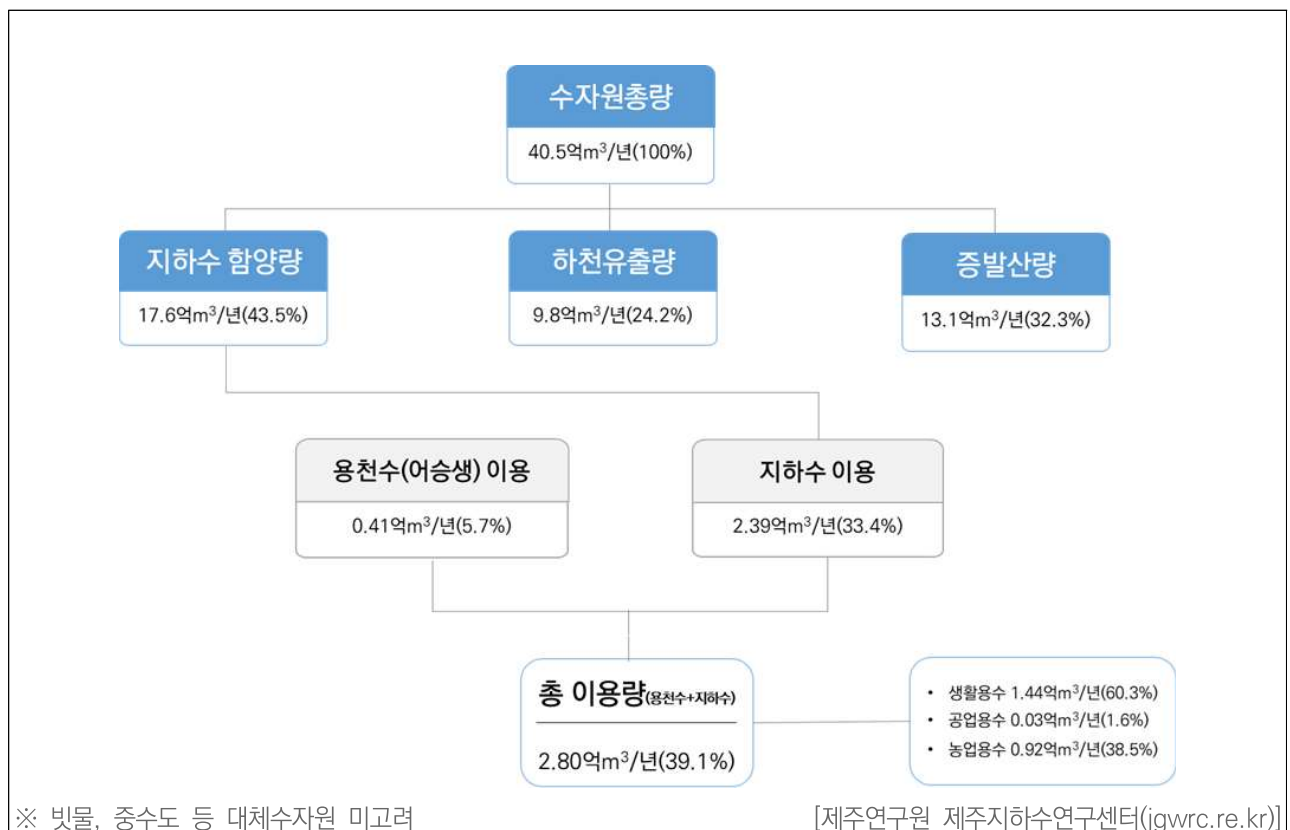 수자원총량
40.5억m³/년(100%)
지하수 함양량
17.6억m³/년(43.5%)
하천유출량
9.8억m³/년(24.2%)
증발산량
13.1억m³/년(32.3%)
용천수(어승생) 이용
0.41억m³/년(5.7%)
지하수 이용
2.39억m³/년(33.4%)
총 이용량(용천수+지하수)
2.80억m³/년(39.1%)
• 생활용수 1.44억m³/년(60.3%)
• 공업용수 0.03억m³/년(1.6%)
• 농업용수 0.92억m³/년(38.5%)
※ 빗물, 중수도 등 대체수자원 미고려 [제주연구원 제주지하수연구센터(jgwrc.re.kr)]